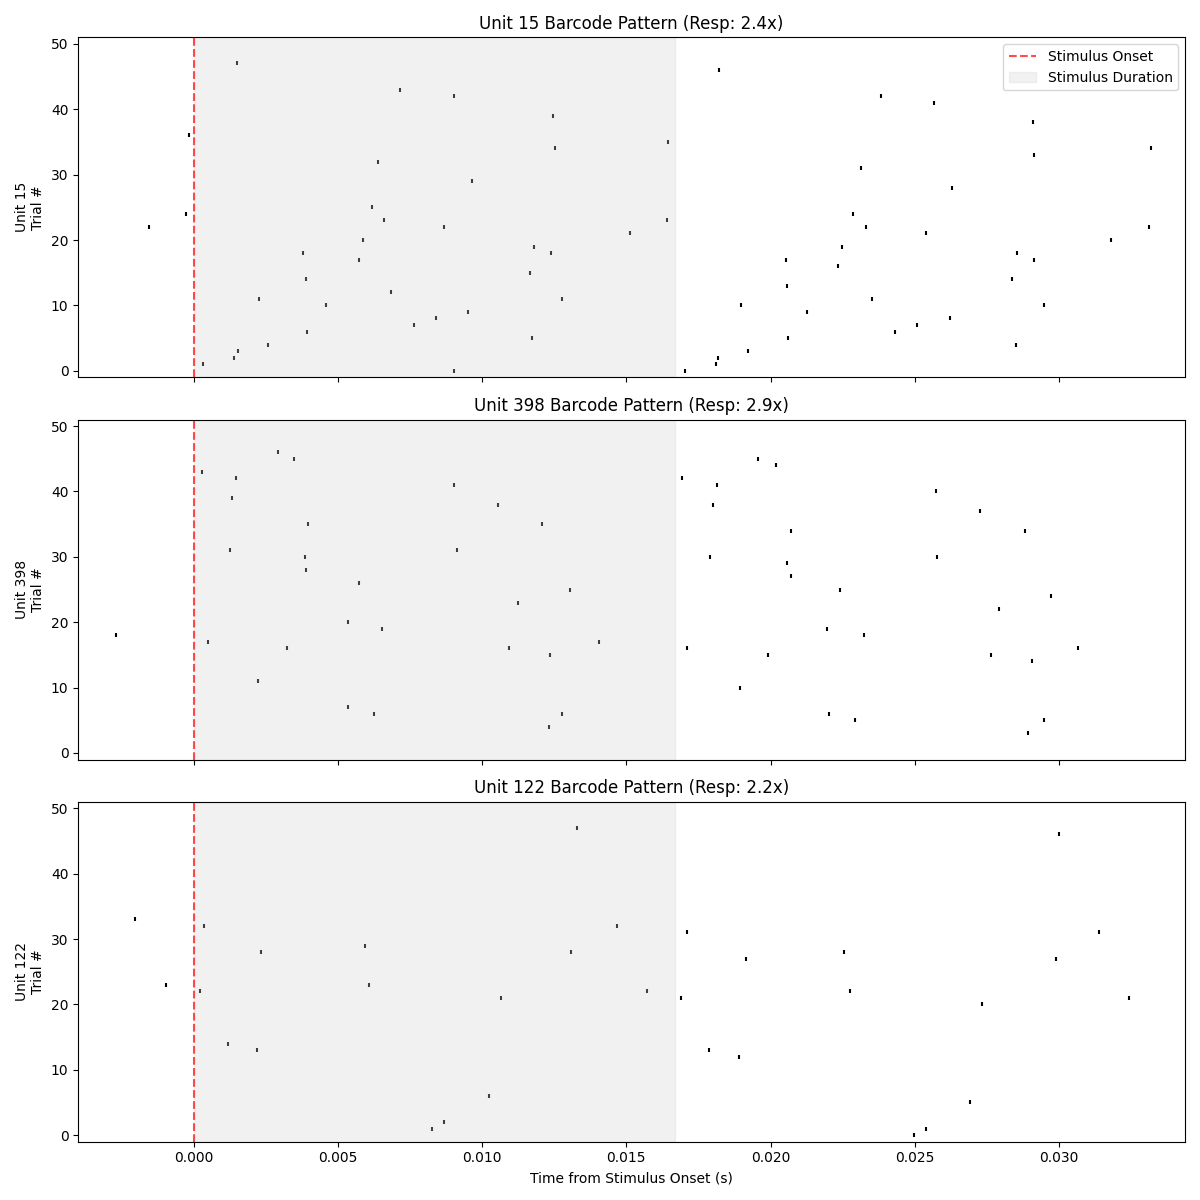 Unit 15 Barcode Pattern (Resp: 2.4x)
50
40
30
20
10
0
Unit 15
Trial #
Stimulus Onset
Stimulus Duration
Unit 398 Barcode Pattern (Resp: 2.9x)
50
40
30
20
10
0
Unit 398
Trial #
Unit 122 Barcode Pattern (Resp: 2.2x)
50
40
30
20
10
0
Unit 122
Trial #
0.000 0.005 0.010 0.015 0.020 0.025 0.030
Time from Stimulus Onset (s)